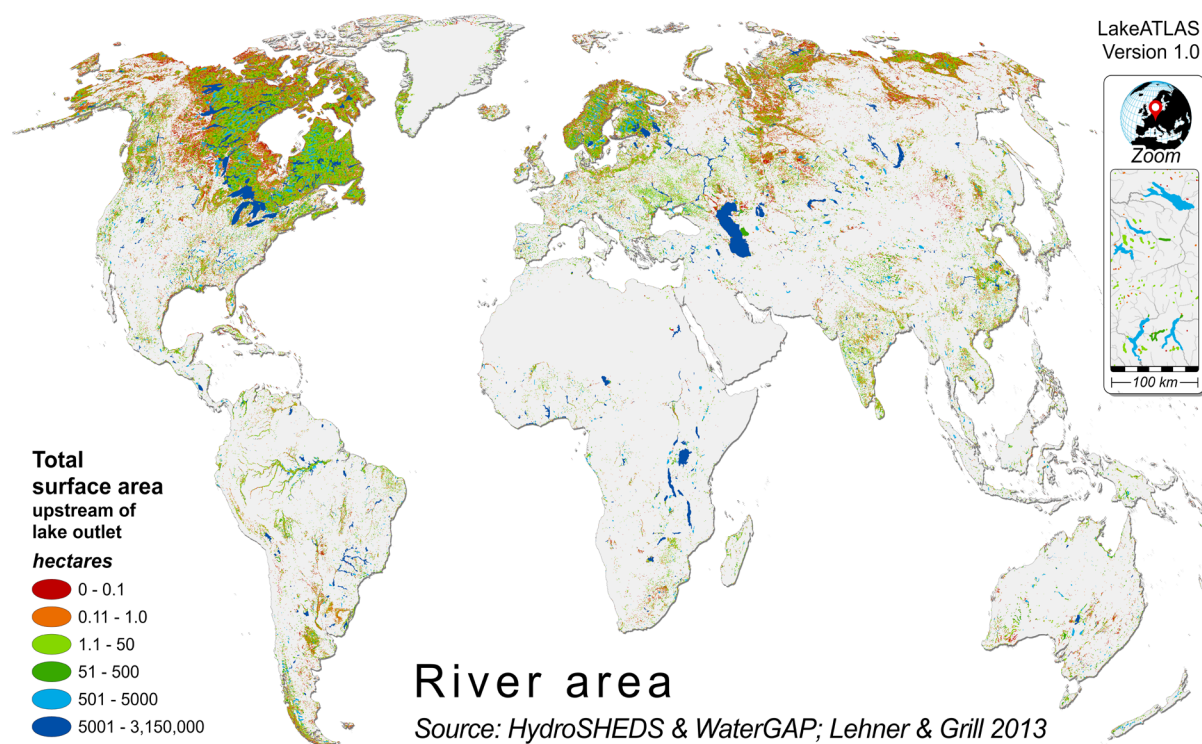 LakeATLAS
Version 1.0
Zoom
100 km
Total
surface area
upstream of
lake outlet
hectares
0 - 0.1
0.11 - 1.0
1.1 - 50
51 - 500
501 - 5000
5001 - 3,150,000
River area
Source: HydroSHEDS & WaterGAP; Lehner & Grill 2013